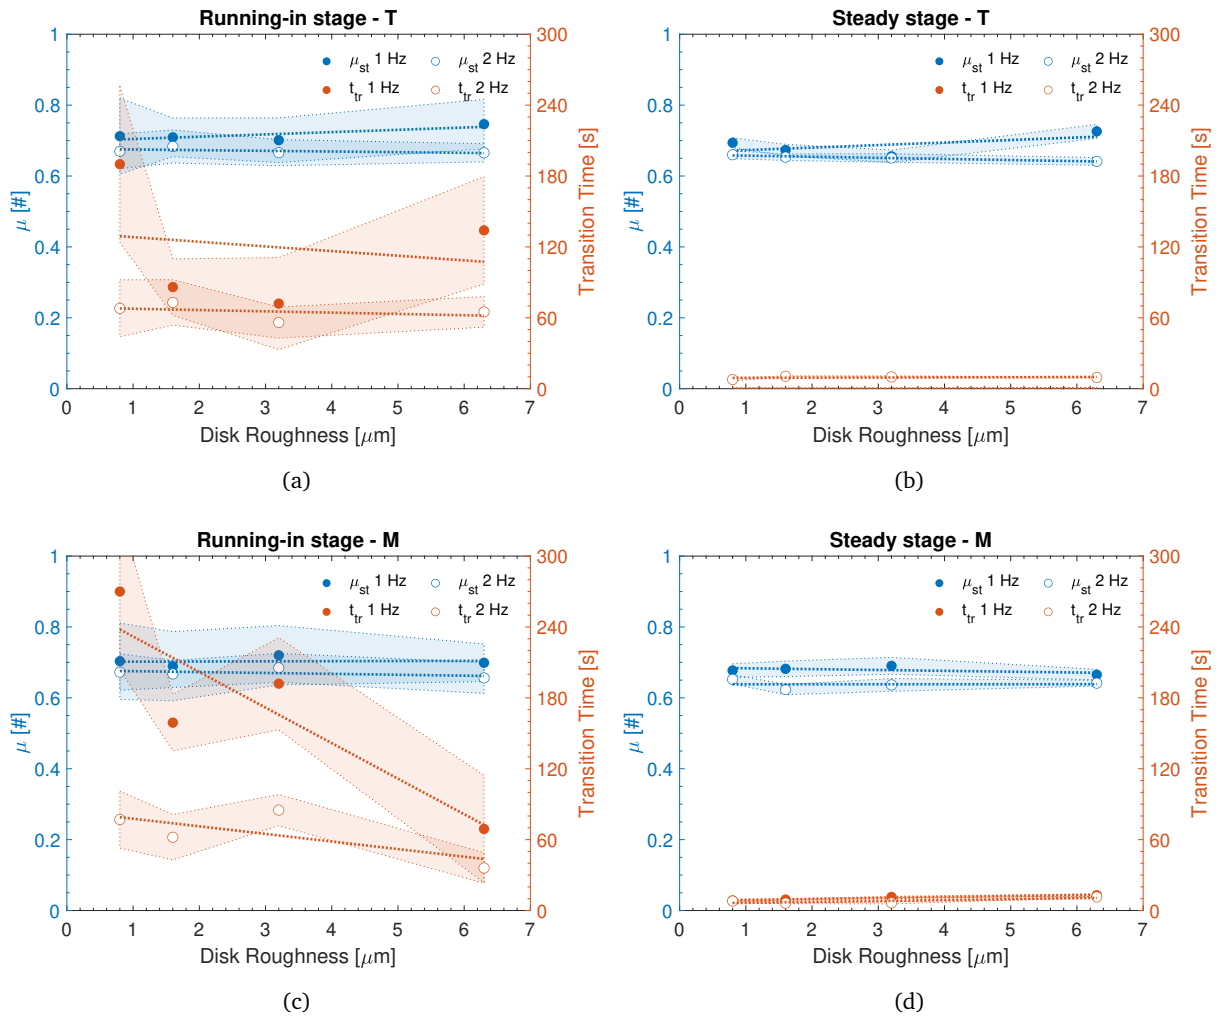 Running-in stage - T
1
0.8
0.6
0.4
0.2
0
μ [#]
300
240
180
120
60
0
Transition Time [s]
μst 1 Hz μst 2 Hz
ttr 1 Hz ttr 2 Hz
0 1 2 3 4 5 6 7
Disk Roughness [μm]
(a)
Steady stage - T
1
0.8
0.6
0.4
0.2
0
μ [#]
300
240
180
120
60
0
Transition Time [s]
μst 1 Hz μst 2 Hz
ttr 1 Hz ttr 2 Hz
0 1 2 3 4 5 6 7
Disk Roughness [μm]
(b)
Running-in stage - M
1
0.8
0.6
0.4
0.2
0
μ [#]
300
240
180
120
60
0
Transition Time [s]
μst 1 Hz μst 2 Hz
ttr 1 Hz ttr 2 Hz
0 1 2 3 4 5 6 7
Disk Roughness [μm]
(c)
Steady stage - M
1
0.8
0.6
0.4
0.2
0
μ [#]
300
240
180
120
60
0
Transition Time [s]
μst 1 Hz μst 2 Hz
ttr 1 Hz ttr 2 Hz
0 1 2 3 4 5 6 7
Disk Roughness [μm]
(d)